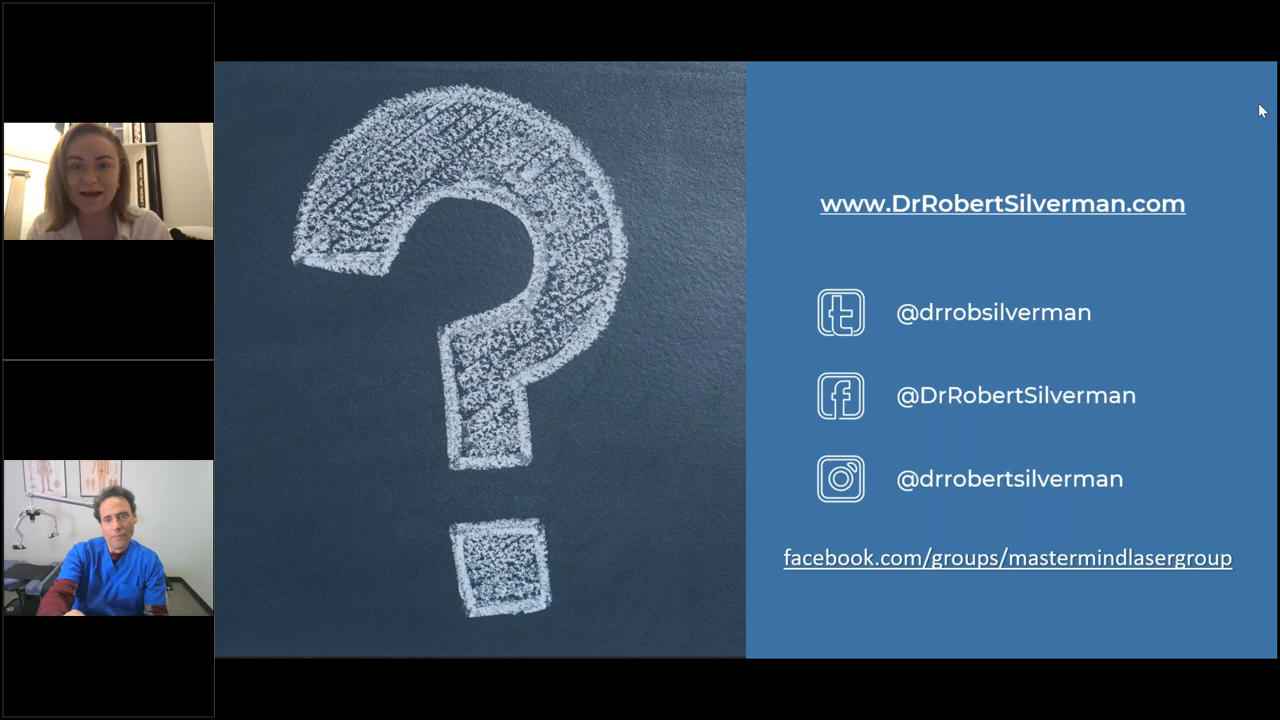 ?
www.DrRobertSilverman.com
@drrobsilverman
@DrRobertSilverman
@drrobertsilverman
facebook.com/groups/mastermindlasergroup